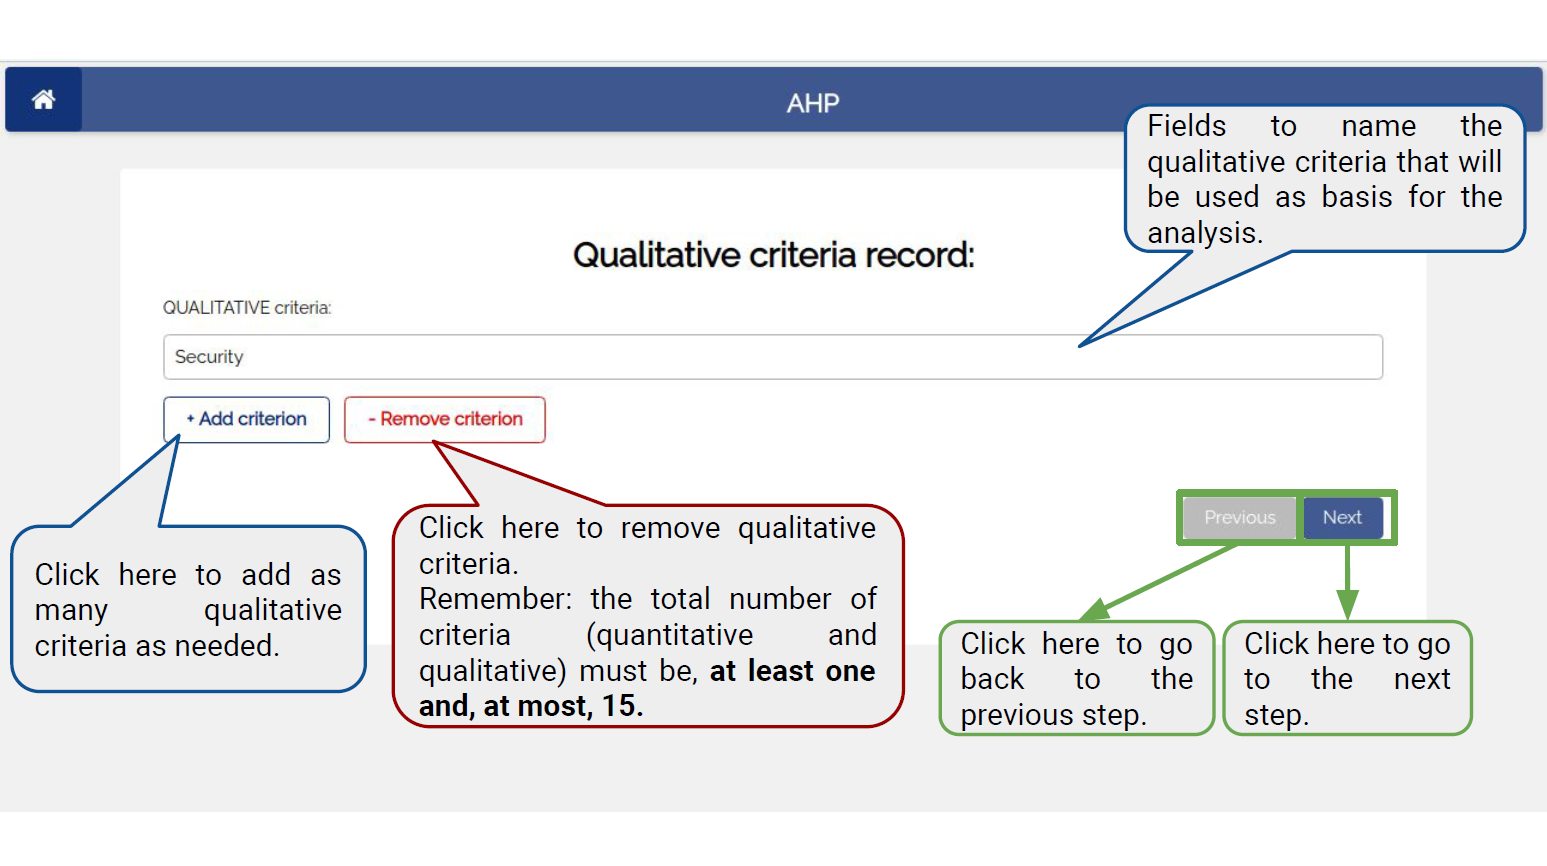 AHP
Fields to name the
qualitative criteria that will
be used as basis for the
analysis.
Qualitative criteria record:
QUALITATIVE criteria:
Security
+ Add criterion
- Remove criterion
Click here to add as
many qualitative
criteria as needed.
Click here to remove qualitative
criteria.
Remember: the total number of
criteria (quantitative and
qualitative) must be, at least one
and, at most, 15.
Previous
Next
Click here to go
back to the
previous step.
Click here to go
to the next
step.